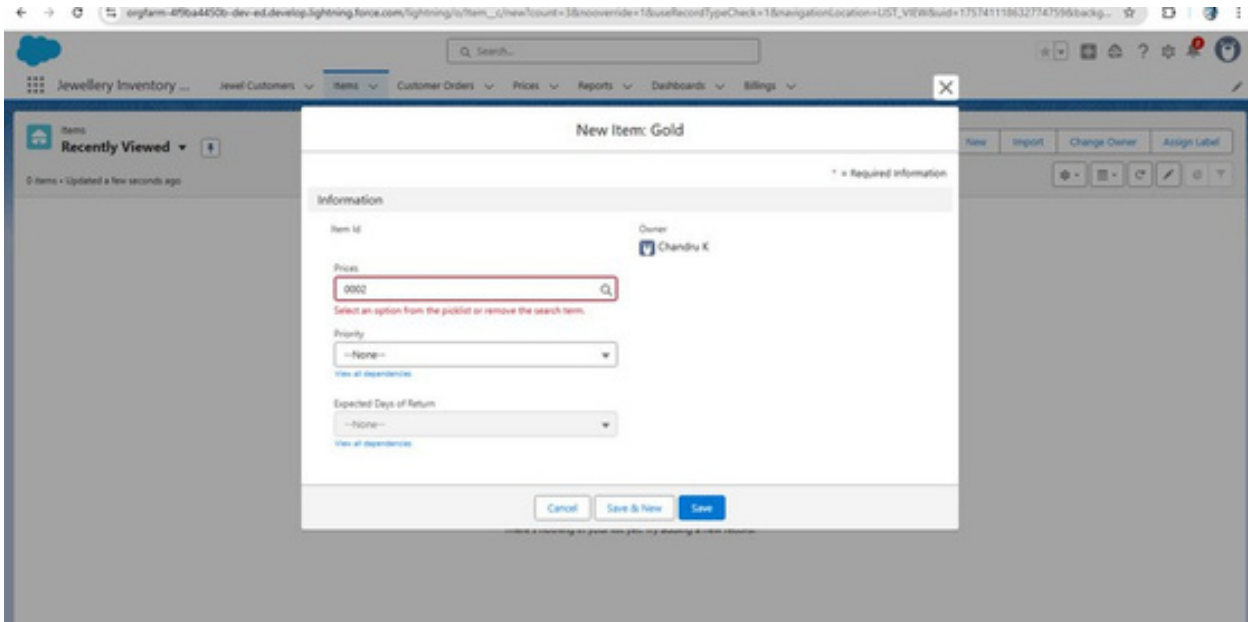 Search...
Jewellery Inventory ...
Jewel Customers
Items
Customer Orders
Prices
Reports
Dashboards
Billings
Items
Recently Viewed
New
Import
Change Owner
Assign Label
0 items • Updated a few seconds ago
New Item: Gold
* = Required Information
Information
Item Id
Owner
Chandru K
Prices
0002
Select an option from the picklist or remove the search term.
Priority
--None--
View all dependencies
Expected Days of Return
--None--
View all dependencies
Cancel
Save & New
Save